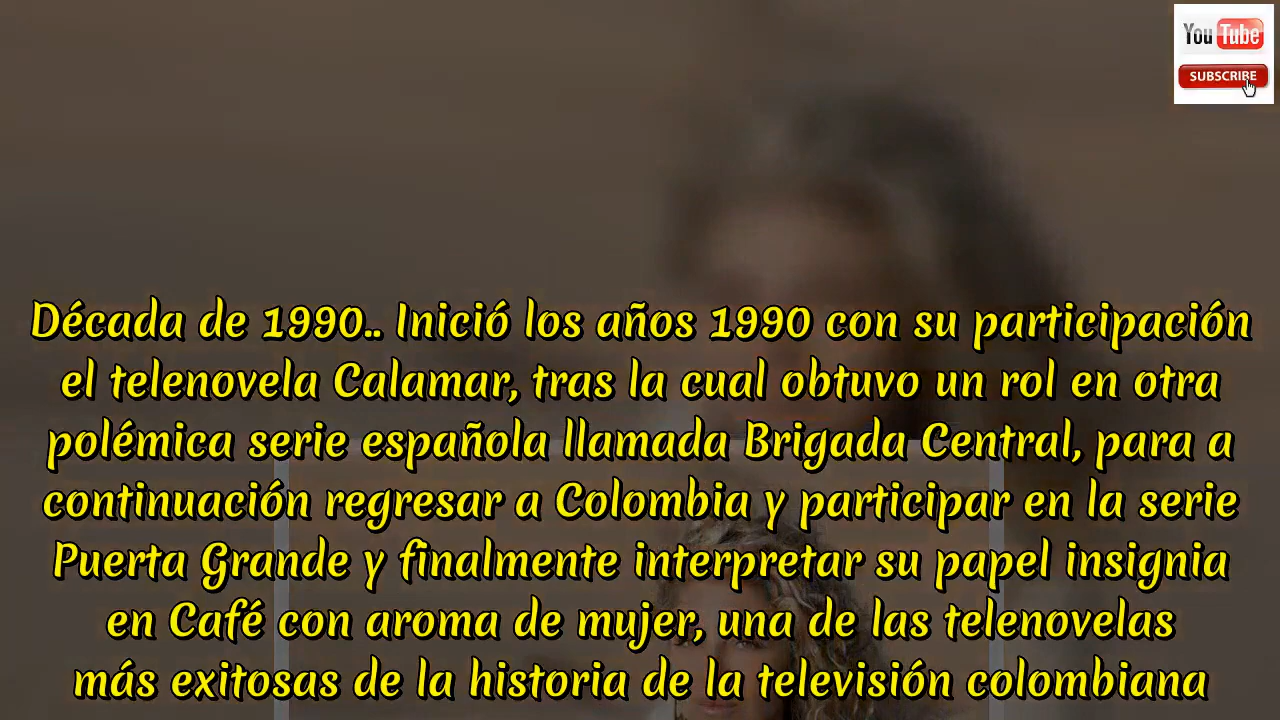 You Tube
SUBSCRIBE
Década de 1990.. Inició los años 1990 con su participación
el telenovela Calamar, tras la cual obtuvo un rol en otra
polémica serie española llamada Brigada Central, para a
continuación regresar a Colombia y participar en la serie
Puerta Grande y finalmente interpretar su papel insignia
en Café con aroma de mujer, una de las telenovelas
más exitosas de la historia de la televisión colombiana